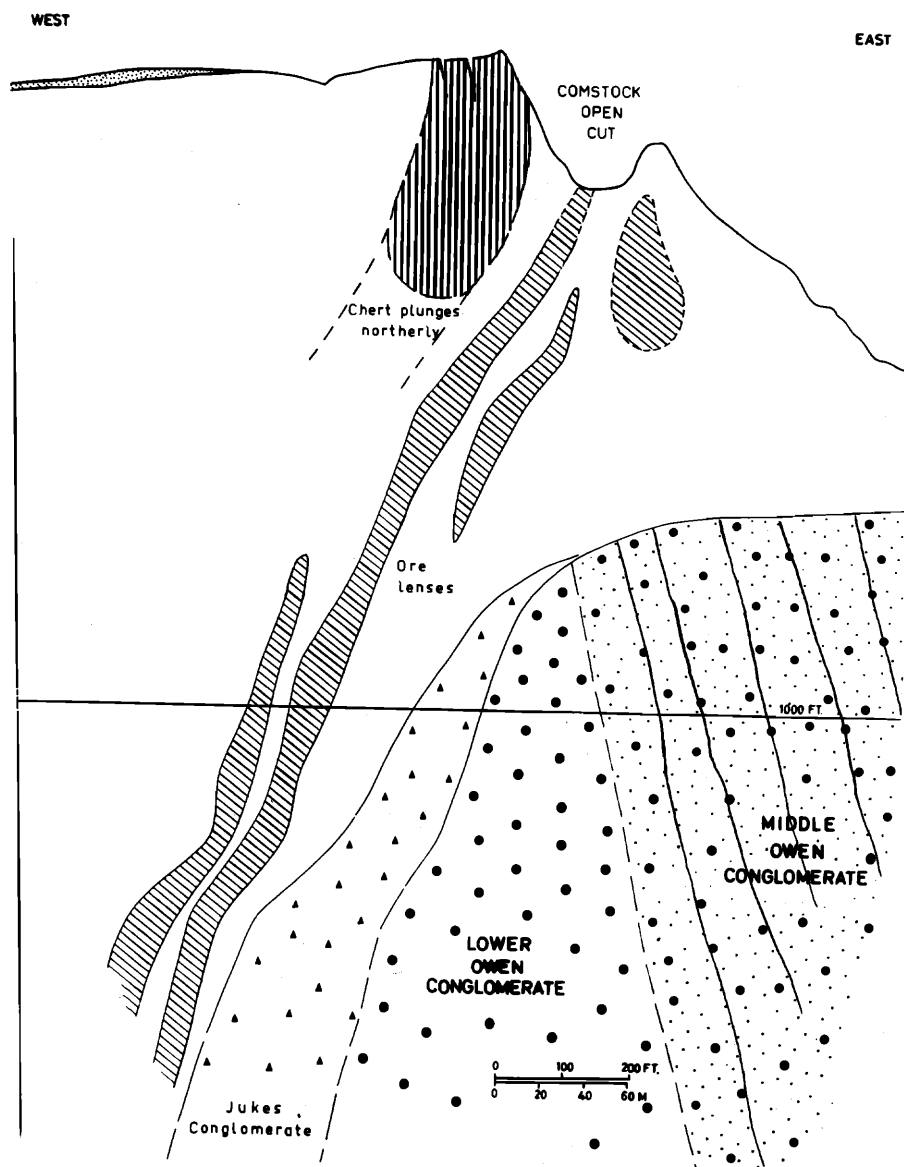 WEST
EAST
COMSTOCK
OPEN
CUT
Chert plunges
northerly
Ore
lenses
1000 FT.
MIDDLE
OWEN
CONGLOMERATE
LOWER
OWEN
CONGLOMERATE
0 100 200 FT.
0 20 40 60 M
Jukes
Conglomerate